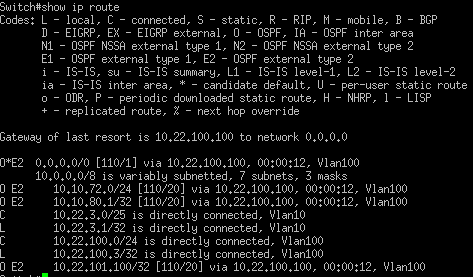 Switch#show ip route
Codes: L - local, C - connected, S - static, R - RIP, M - mobile, B - BGP
D - EIGRP, EX - EIGRP external, O - OSPF, IA - OSPF inter area
N1 - OSPF NSSA external type 1, N2 - OSPF NSSA external type 2
E1 - OSPF external type 1, E2 - OSPF external type 2
i - IS-IS, su - IS-IS summary, L1 - IS-IS level-1, L2 - IS-IS level-2
ia - IS-IS inter area, * - candidate default, U - per-user static route
o - ODR, P - periodic downloaded static route, H - NHRP, l - LISP
+ - replicated route, % - next hop override
Gateway of last resort is 10.22.100.100 to network 0.0.0.0
O*E2 0.0.0.0/0 [110/1] via 10.22.100.100, 00:00:12, Vlan100
10.0.0.0/8 is variably subnetted, 7 subnets, 3 masks
O E2 10.10.72.0/24 [110/20] via 10.22.100.100, 00:00:12, Vlan100
O E2 10.10.80.1/32 [110/20] via 10.22.100.100, 00:00:12, Vlan100
C 10.22.3.0/25 is directly connected, Vlan10
L 10.22.3.1/32 is directly connected, Vlan10
C 10.22.100.0/24 is directly connected, Vlan100
L 10.22.100.3/32 is directly connected, Vlan100
O E2 10.22.101.100/32 [110/20] via 10.22.100.100, 00:00:12, Vlan100
Switch#